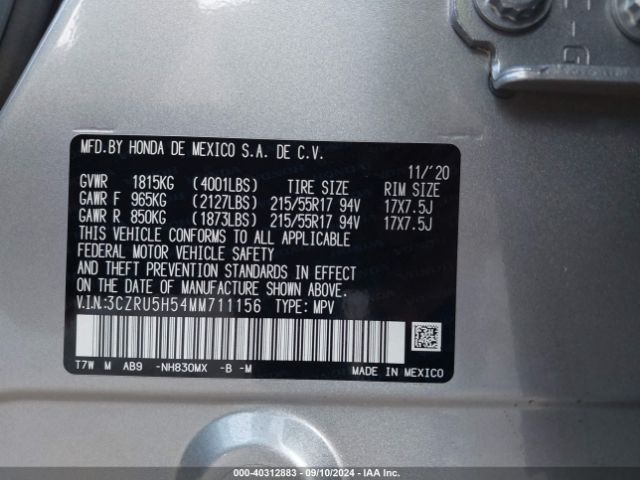 MFD.BY HONDA DE MEXICO S.A. DE C.V.
11/'20
GVWR 1815KG (4001LBS) TIRE SIZE RIM SIZE
GAWR F 965KG (2127LBS) 215/55R17 94V 17X7.5J
GAWR R 850KG (1873LBS) 215/55R17 94V 17X7.5J
THIS VEHICLE CONFORMS TO ALL APPLICABLE
FEDERAL MOTOR VEHICLE SAFETY
AND THEFT PREVENTION STANDARDS IN EFFECT
ON THE DATE OF MANUFACTURE SHOWN ABOVE.
V.I.N:3CZRU5H54MM711156 TYPE: MPV
T7W M AB9 -NH830MX -B -M
MADE IN MEXICO
000-40312883 - 09/10/2024 - IAA Inc.